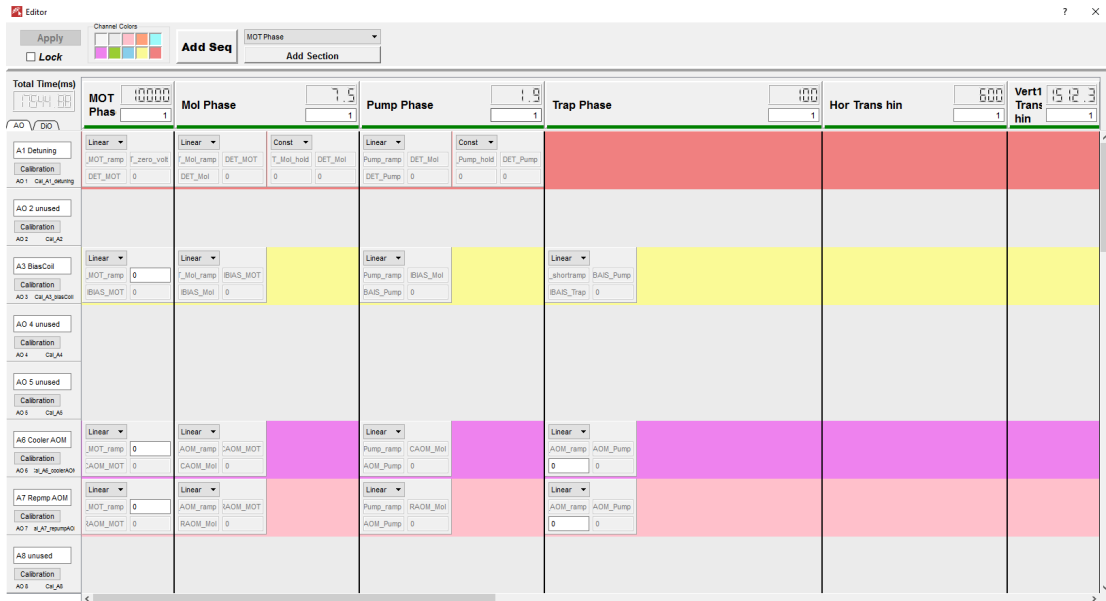 Editor
? ×
Channel Colors
Apply
Lock
Add Seq
MOTPhase
Add Section
Total Time(ms)
AO DIO
MOT Phas 10000 1
Mol Phase 7.5 1
Pump Phase 1.9 1
Trap Phase 100 1
Hor Trans hin 600 1
Vert1 Trans hin 1512.3 1
A1 Detuning
Calibration
AO 1 Cal_A1_detuning
Linear Linear Const Linear Const
_MOT_ramp T_zero_volt T_Mol_ramp DET_MOT T_Mol_hold DET_Mol Pump_ramp DET_Mol _Pump_hold DET_Pump
DET_MOT 0 DET_Mol 0 0 0 DET_Pump 0 0 0
AO 2 unused
Calibration
AO 2 Cal_A2
A3 BiasCoil
Calibration
AO 3 Cal_A3_biasCoil
Linear Linear Linear Linear
_MOT_ramp 0 T_Mol_ramp IBIAS_MOT Pump_ramp IBIAS_Mol _shortramp BAIS_Pump
IBIAS_MOT 0 IBIAS_Mol 0 BAIS_Pump 0 IBAIS_Trap 0
AO 4 unused
Calibration
AO 4 Cal_A4
AO 5 unused
Calibration
AO 5 Cal_A5
A6 Cooler AOM
Calibration
AO 6
Linear Linear Linear Linear
_MOT_ramp 0 AOM_ramp CAOM_MOT Pump_ramp CAOM_Mol AOM_ramp AOM_Pump
CAOM_MOT 0 CAOM_Mol 0 AOM_Pump 0 0 0
A7 Repmp AOM
Calibration
AO 7
Linear Linear Linear Linear
_MOT_ramp 0 AOM_ramp RAOM_MOT Pump_ramp RAOM_Mol AOM_ramp AOM_Pump
RAOM_MOT 0 RAOM_Mol 0 AOM_Pump 0 0 0
A8 unused
Calibration
AO 8 Cal_A8